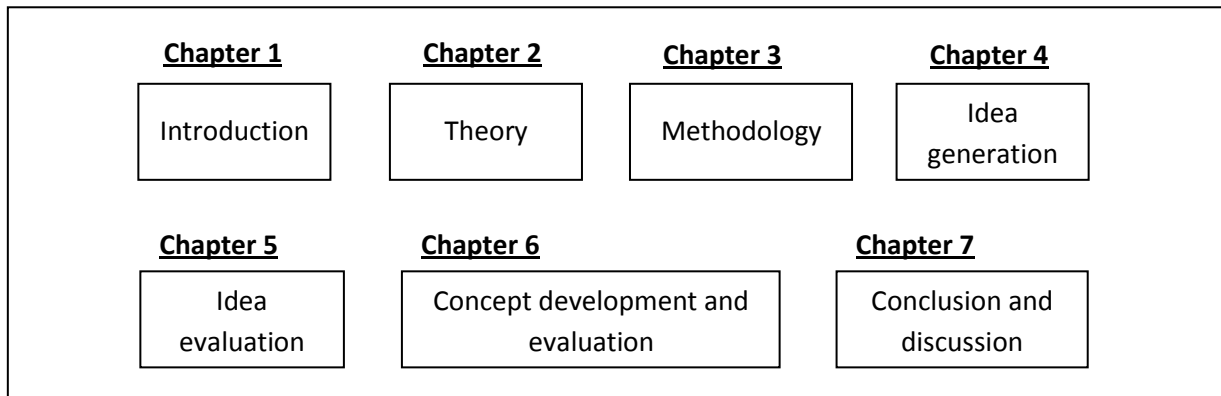 Chapter 1 Chapter 2 Chapter 3 Chapter 4
Introduction Theory Methodology Idea
generation
Chapter 5 Chapter 6 Chapter 7
Idea
evaluation
Concept development and
evaluation
Conclusion and
discussion